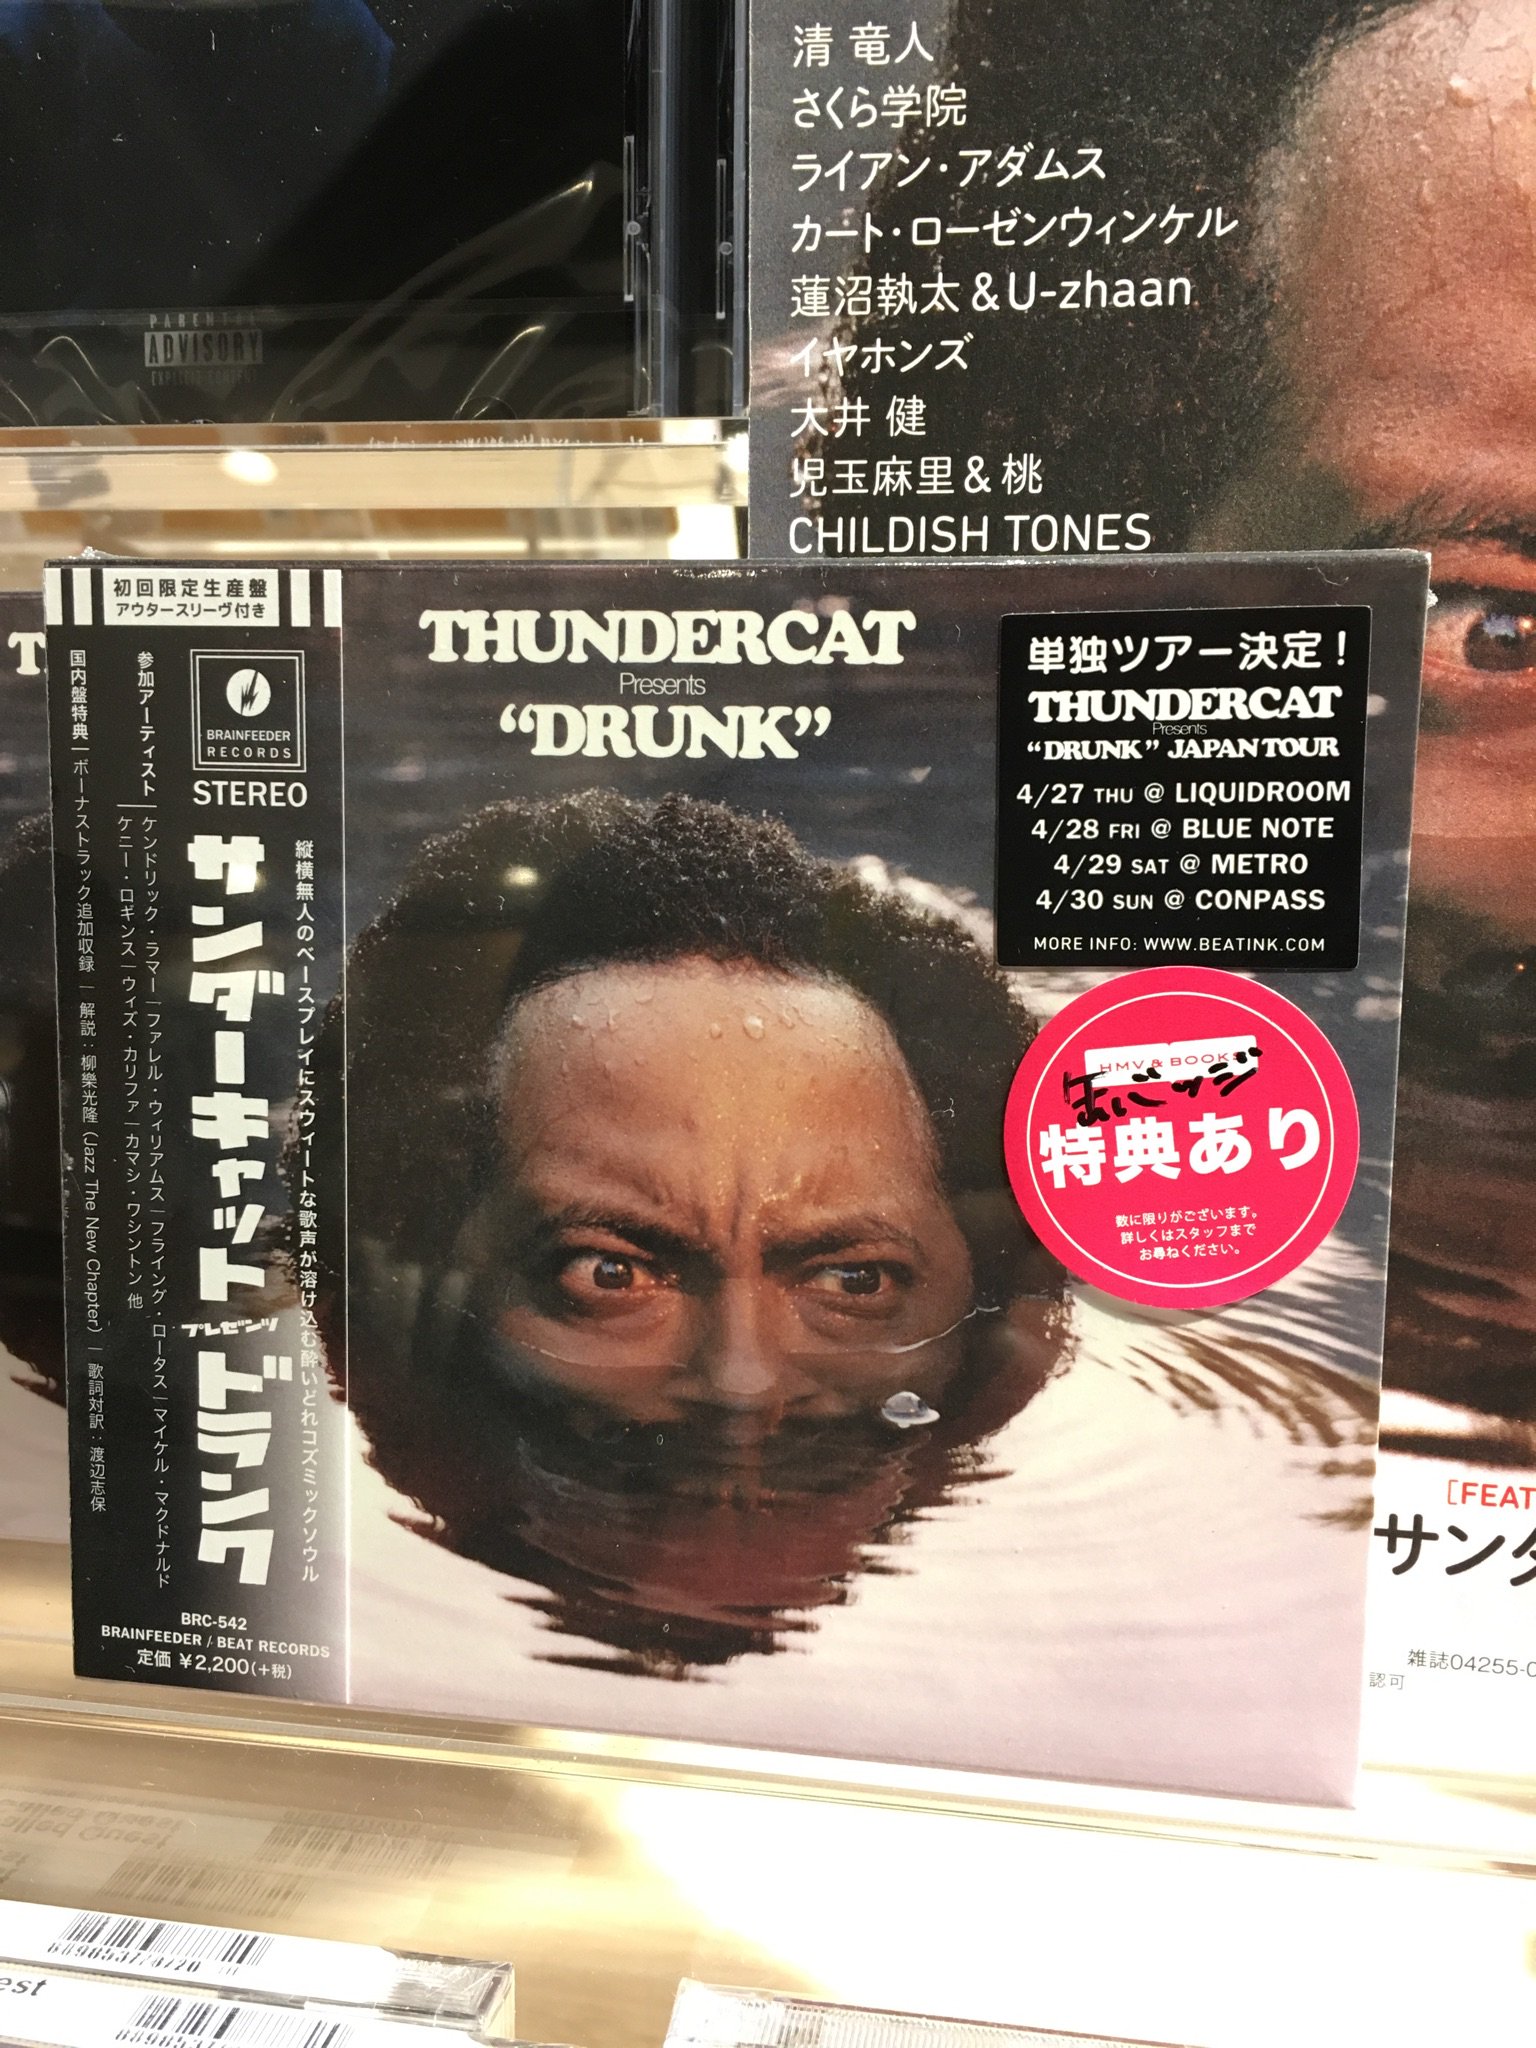 清 竜人
さくら学院
ライアン・アダムス
カート・ローゼンウィンケル
蓮沼執太&U-zhaan
イヤホンズ
大井 健
児玉麻里&桃
CHILDISH TONES
PARENTAL
ADVISORY
EXPLICIT CONTENT
初回限定生産盤
アウタースリーヴ付き
BRAINFEEDER
RECORDS
STEREO
縦横無人のベースプレイにスウィートな歌声が溶け込む酔いどれコズミックソウル
サンダーキャット
プレゼンツ
ドランク
参加アーティスト
ケンドリック・ラマー|ファレル・ウィリアムス|フライング・ロータス|マイケル・マクドナルド
ケニー・ロギンス|ウィズ・カリファ|カマシ・ワシントン 他
国内盤特典|ボーナストラック追加収録|解説:柳樂光隆(Jazz The New Chapter)|歌詞対訳:渡辺志保
BRC-542
BRAINFEEDER / BEAT RECORDS
定価 ¥2,200(+税)
THUNDERCAT
Presents
“DRUNK”
単独ツアー決定!
THUNDERCAT
Presents
“DRUNK” JAPAN TOUR
4/27 THU @ LIQUIDROOM
4/28 FRI @ BLUE NOTE
4/29 SAT @ METRO
4/30 SUN @ CONPASS
MORE INFO: WWW.BEATINK.COM
HMV & BOOKS
缶バッジ
特典あり
数に限りがございます。
詳しくはスタッフまで
お尋ねください。
[FEAT
サンダ
雑誌04255-0
認可
est